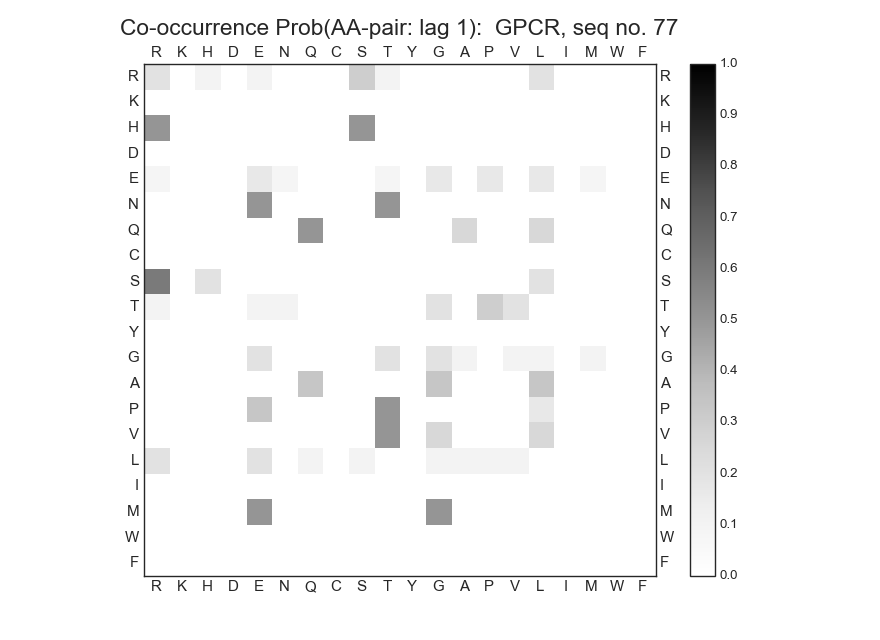 Co-occurrence Prob(AA-pair: lag 1):  GPCR, seq no. 77
R K H D E N Q C S T Y G A P V L I M W F
R R 1.0
K K 0.9
H H
D D 0.8
E E
N N 0.7
Q Q
C C 0.6
S S
T T 0.5
Y Y
G G 0.4
A A
P P 0.3
V V
L L 0.2
I I
M M 0.1
W W
F F 0.0
R K H D E N Q C S T Y G A P V L I M W F